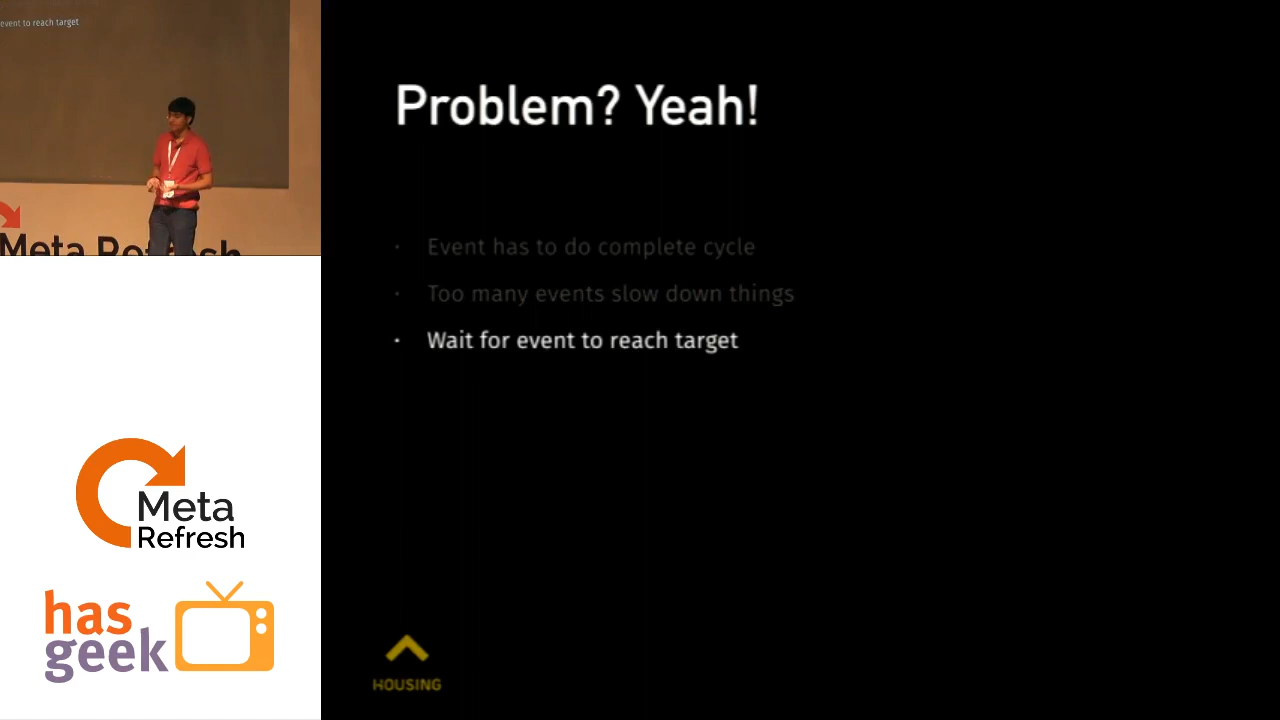 event to reach target
Meta Refresh
Problem? Yeah!
· Event has to do complete cycle
· Too many events slow down things
· Wait for event to reach target
Meta
Refresh
has
geek
HOUSING